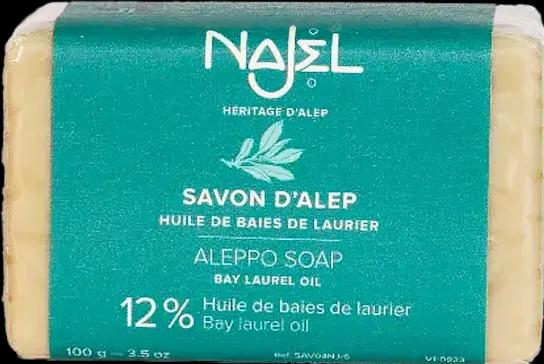 NAJEL
HÉRITAGE D'ALEP
SAVON D'ALEP
HUILE DE BAIES DE LAURIER
ALEPPO SOAP
BAY LAUREL OIL
12% Huile de baies de laurier
Bay laurel oil
100 g — 3.5 oz